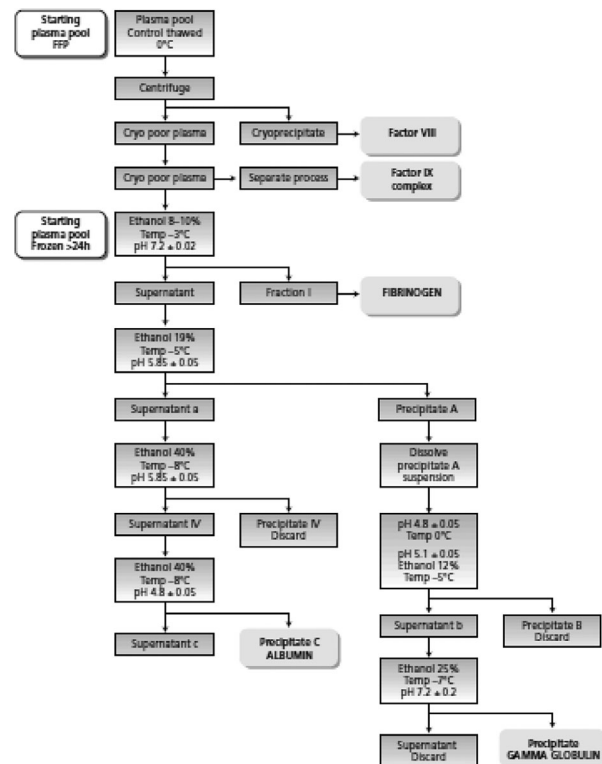 Starting
plasma pool
FFP
Plasma pool
Control thawed
0°C
Centrifuge
Cryo poor plasma
Cryoprecipitate
Factor VIII
Cryo poor plasma
Seperate process
Factor IX
complex
Starting
plasma pool
Frozen >24h
Ethanol 8–10%
Temp –3°C
pH 7.2 ± 0.02
Supernatant
Fraction I
FIBRINOGEN
Ethanol 19%
Temp –5°C
pH 5.85 ± 0.05
Supernatant a
Precipitate A
Ethanol 40%
Temp –8°C
pH 5.85 ± 0.05
Dissolve
precipitate A
suspension
Supernatant IV
Precipitate IV
Discard
pH 4.8 ± 0.05
Temp 0°C
pH 5.1 ± 0.05
Ethanol 12%
Temp –5°C
Ethanol 40%
Temp –8°C
pH 4.8 ± 0.05
Supernatant c
Precipitate C
ALBUMIN
Supernatant b
Precipitate B
Discard
Ethanol 25%
Temp –7°C
pH 7.2 ± 0.2
Supernatant
Discard
Precipitate
GAMMA GLOBULIN